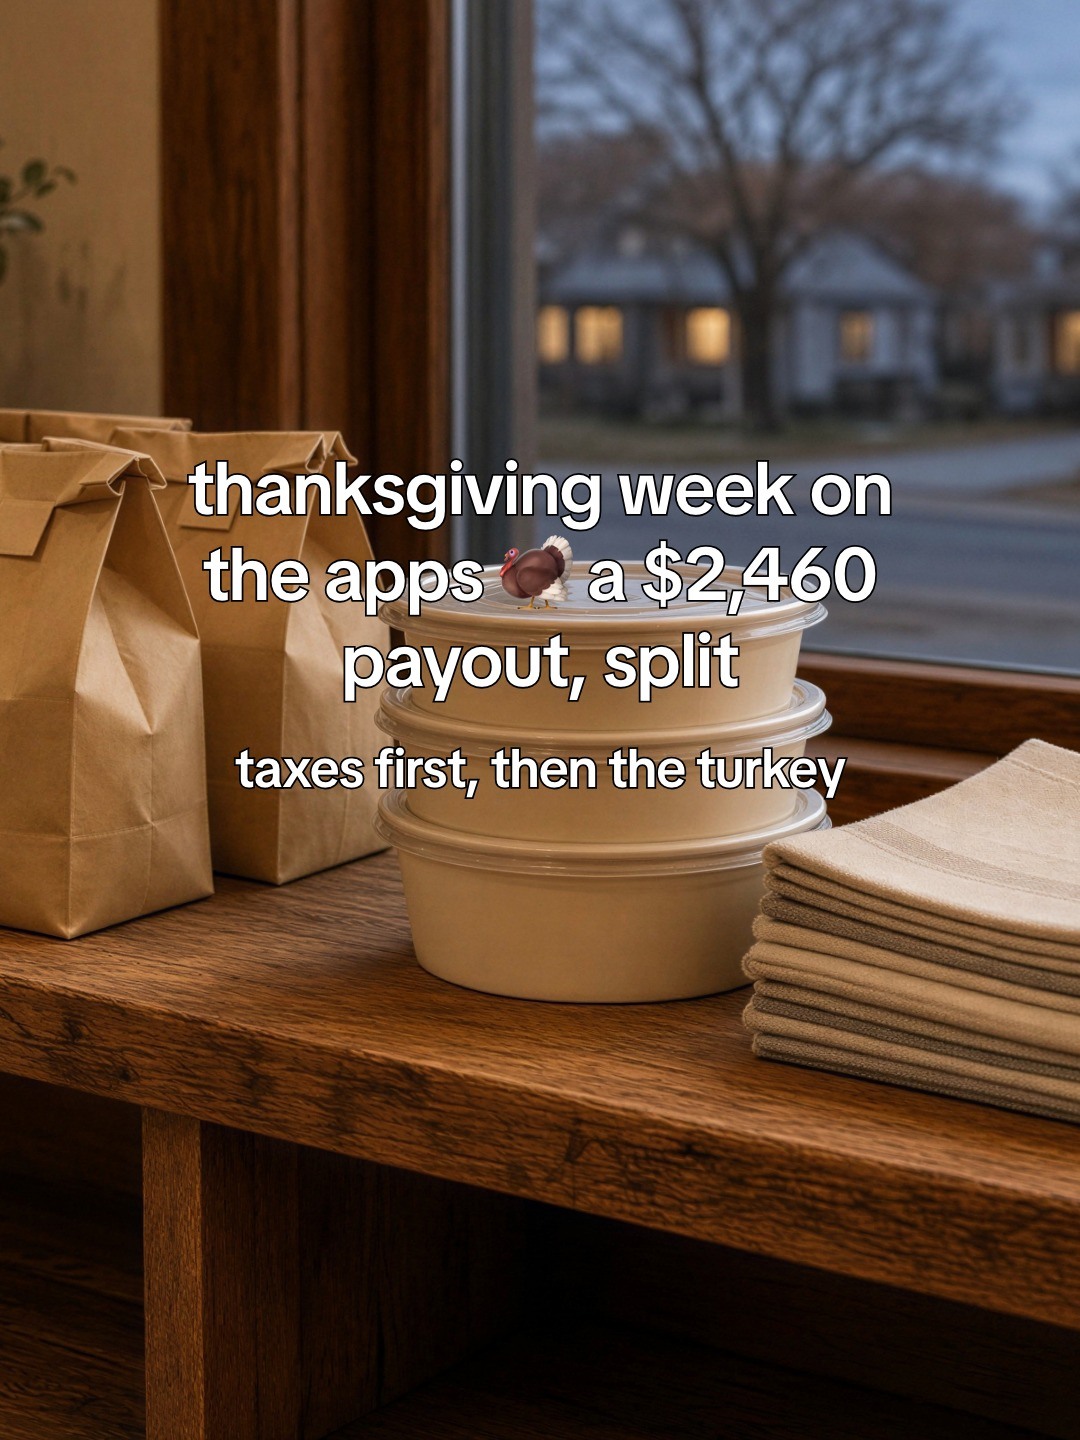 thanksgiving week on
the apps 🦃 a $2,460
payout, split
taxes first, then the turkey